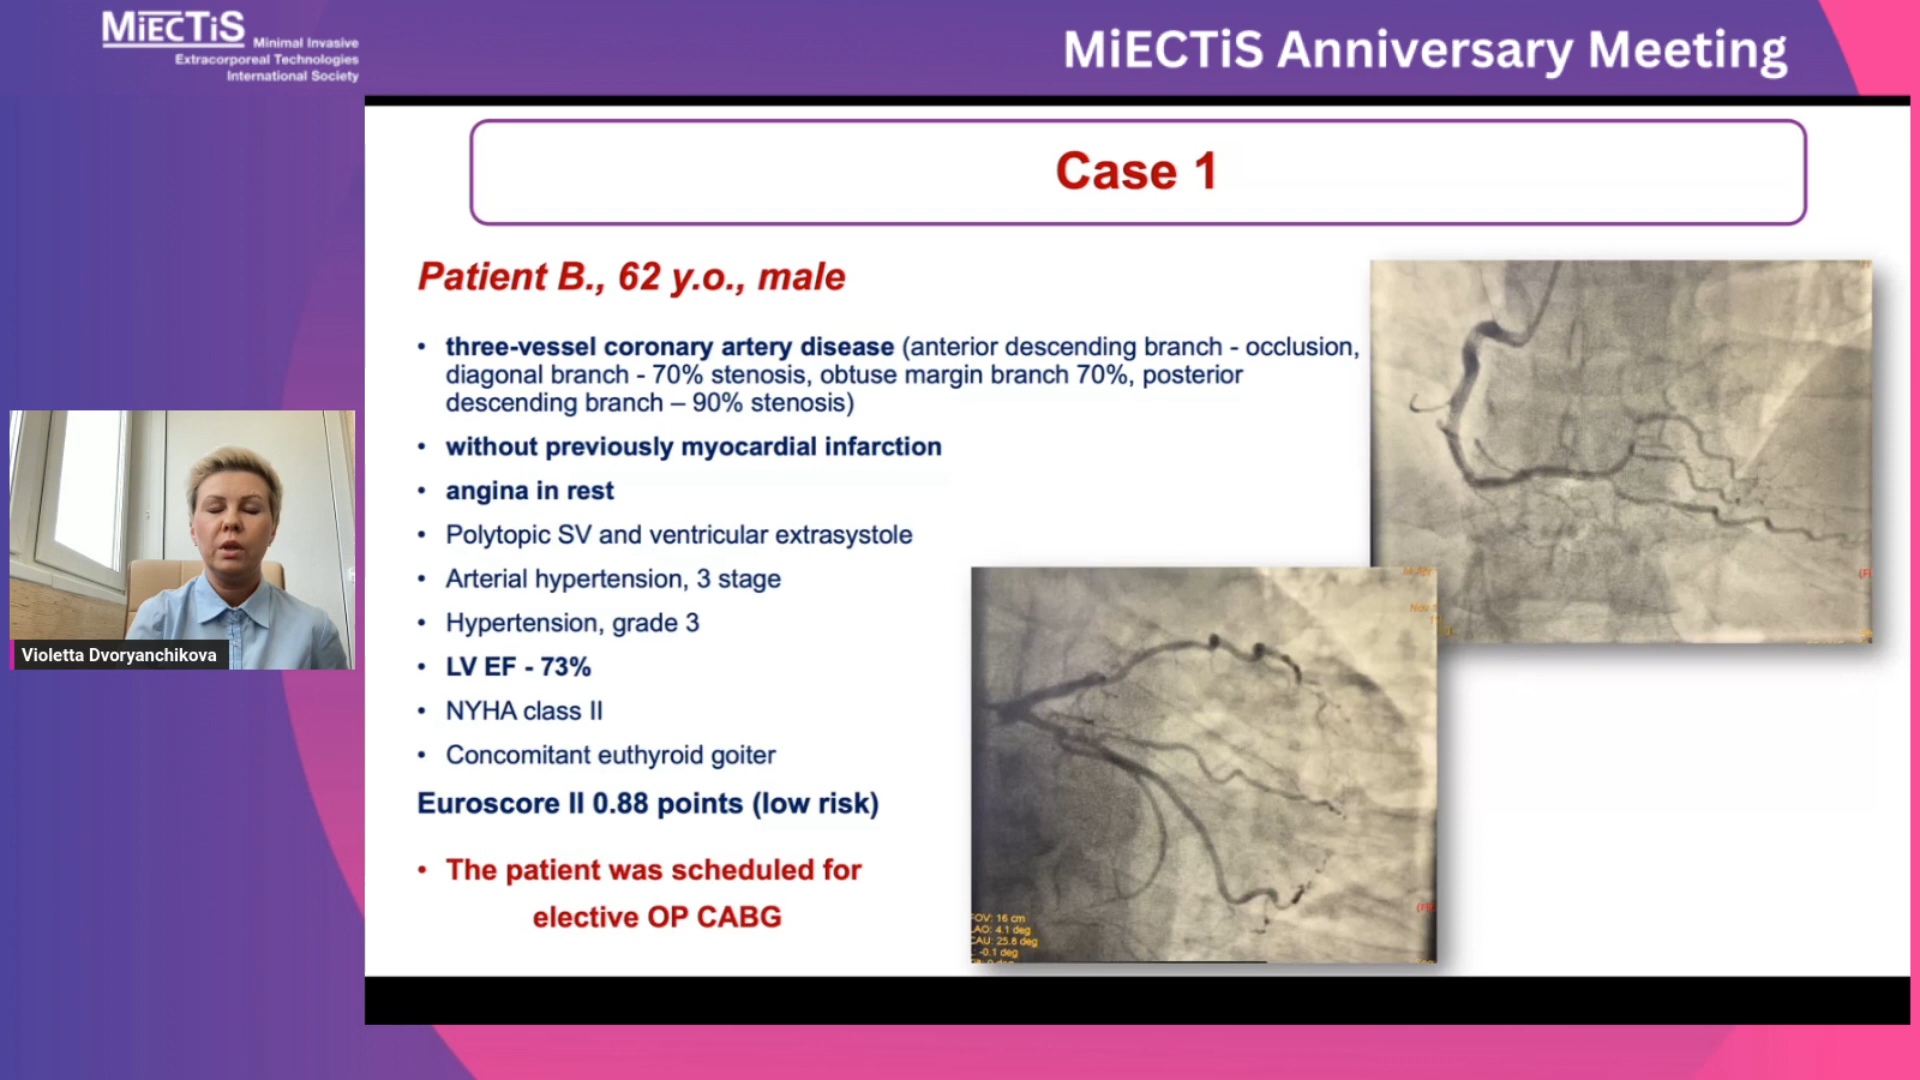 MiECTiS
Minimal Invasive
Extracorporeal Technologies
International Society
MiECTiS Anniversary Meeting
Case 1
Patient B., 62 y.o., male
• three-vessel coronary artery disease (anterior descending branch - occlusion,
diagonal branch - 70% stenosis, obtuse margin branch 70%, posterior
descending branch – 90% stenosis)
• without previously myocardial infarction
• angina in rest
• Polytopic SV and ventricular extrasystole
• Arterial hypertension, 3 stage
• Hypertension, grade 3
• LV EF - 73%
• NYHA class II
• Concomitant euthyroid goiter
Euroscore II 0.88 points (low risk)
• The patient was scheduled for
elective OP CABG
FOV: 16 cm
LAO: 4.1 deg
CAU: 25.8 deg
-0.1 deg
Violetta Dvoryanchikova